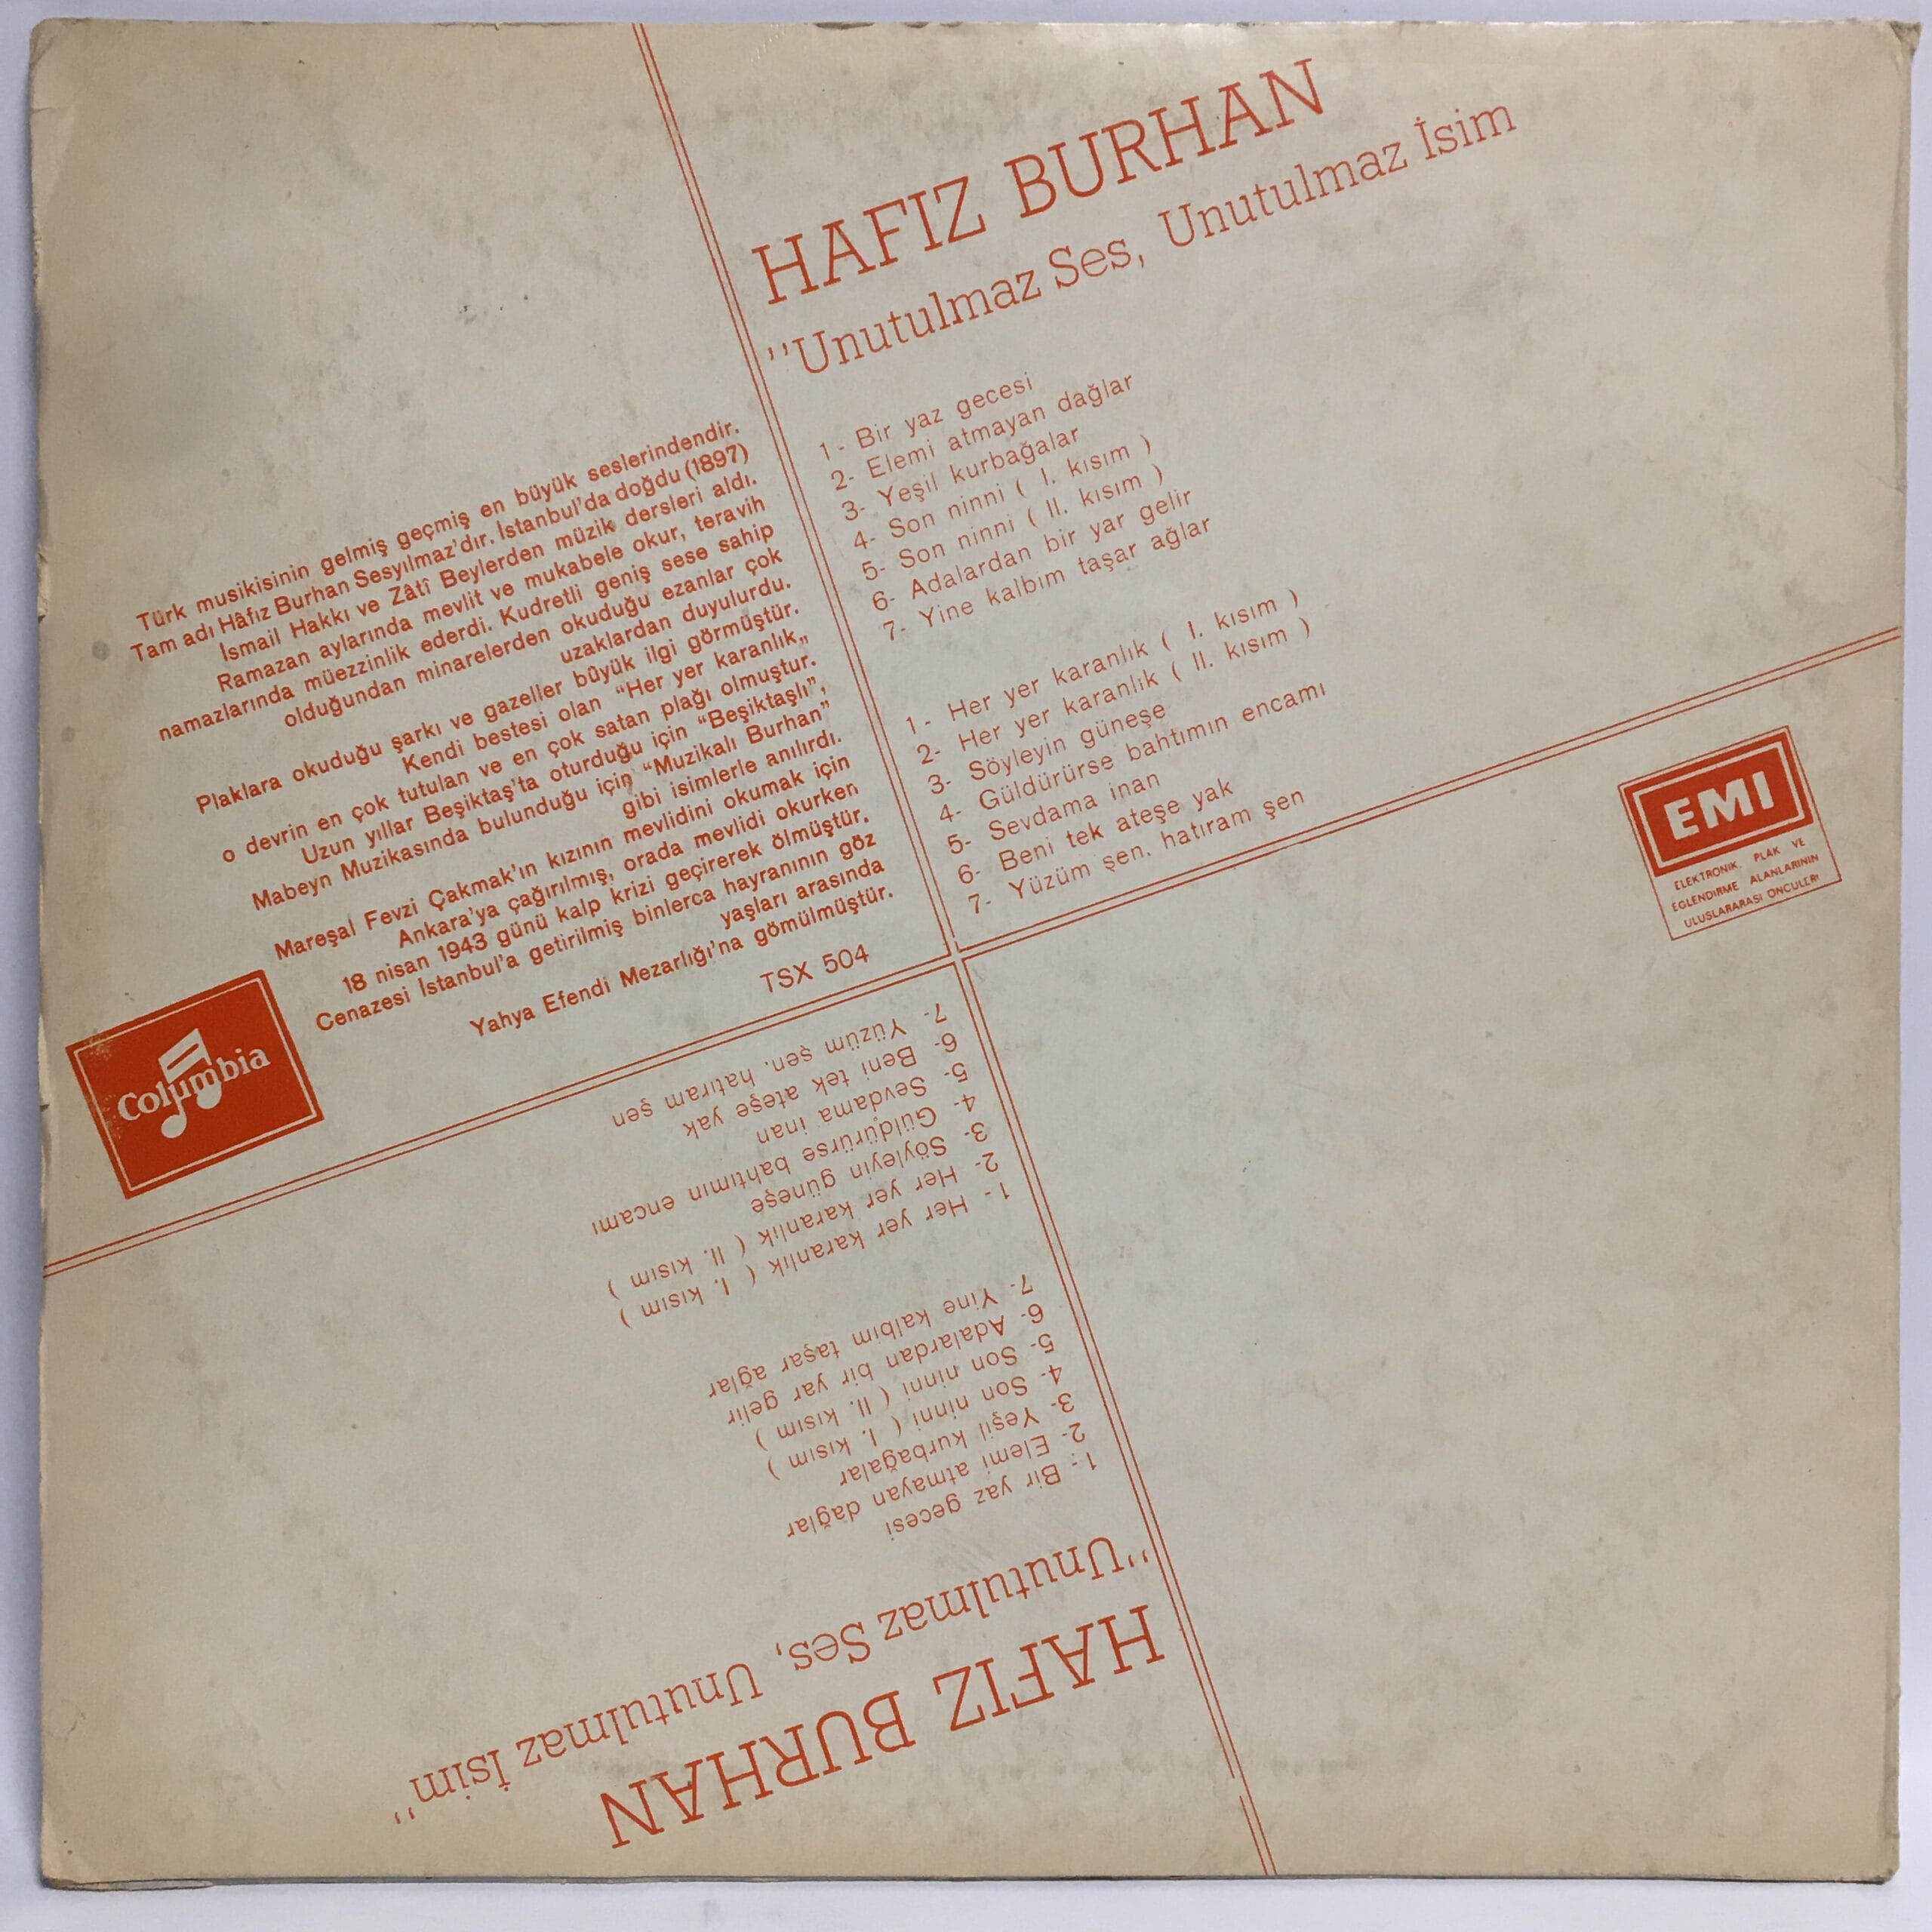 HAFIZ BURHAN
"Unutulmaz Ses, Unutulmaz İsim
1- Bir yaz gecesi
2- Elemi atmayan dağlar
3- Yeşil kurbağalar
4- Son ninni ( I. kısım )
5- Son ninni ( II. kısım )
6- Adalardan bir yar gelir
7- Yine kalbım taşar ağlar
1- Her yer karanlık ( I. kısım )
2- Her yer karanlık ( II. kısım )
3- Söyleyin güneşe
4- Güldürürse bahtımın encamı
5- Sevdama inan
6- Beni tek ateşe yak
7- Yüzüm şen. hatıram şen
Türk musikisinin gelmiş geçmiş en büyük seslerindendir.
Tam adı Hâfız Burhan Sesyılmaz'dır. İstanbul'da doğdu (1897)
İsmail Hakkı ve Zâtî Beylerden müzik dersleri aldı.
Ramazan aylarında mevlit ve mukabele okur, teravih
namazlarında müezzinlik ederdi. Kudretli geniş sese sahip
olduğundan minarelerden okuduğu ezanlar çok
uzaklardan duyulurdu.
Plaklara okuduğu şarkı ve gazeller büyük ilgi görmüştür.
Kendi bestesi olan "Her yer karanlık„
o devrin en çok tutulan ve en çok satan plağı olmuştur.
Uzun yıllar Beşiktaş'ta oturduğu için "Beşiktaşlı",
Mabeyn Muzikasında bulunduğu için "Muzikalı Burhan"
gibi isimlerle anılırdı.
Mareşal Fevzi Çakmak'ın kızının mevlidini okumak için
Ankara'ya çağırılmış, orada mevlidi okurken
18 nisan 1943 günü kalp krizi geçirerek ölmüştür.
Cenazesi İstanbul'a getirilmiş binlerca hayranının göz
yaşları arasında
Yahya Efendi Mezarlığı'na gömülmüştür.
TSX 504
Columbia
EMI
ELEKTRONIK, PLAK VE
EGLENDIRME ALANLARININ
ULUSLARARASI ONCULERI
HAFIZ BURHAN
"Unutulmaz Ses, Unutulmaz İsim"
1- Bir yaz gecesi
2- Elemi atmayan dağlar
3- Yeşil kurbağalar
4- Son ninni ( I. kısım )
5- Son ninni ( II. kısım )
6- Adalardan bir yar gelir
7- Yine kalbım taşar ağlar
1- Her yer karanlık ( I. kısım )
2- Her yer karanlık ( II. kısım )
3- Söyleyin güneşe
4- Güldürürse bahtımın encamı
5- Sevdama inan
6- Beni tek ateşe yak
7- Yüzüm şen. hatıram şen